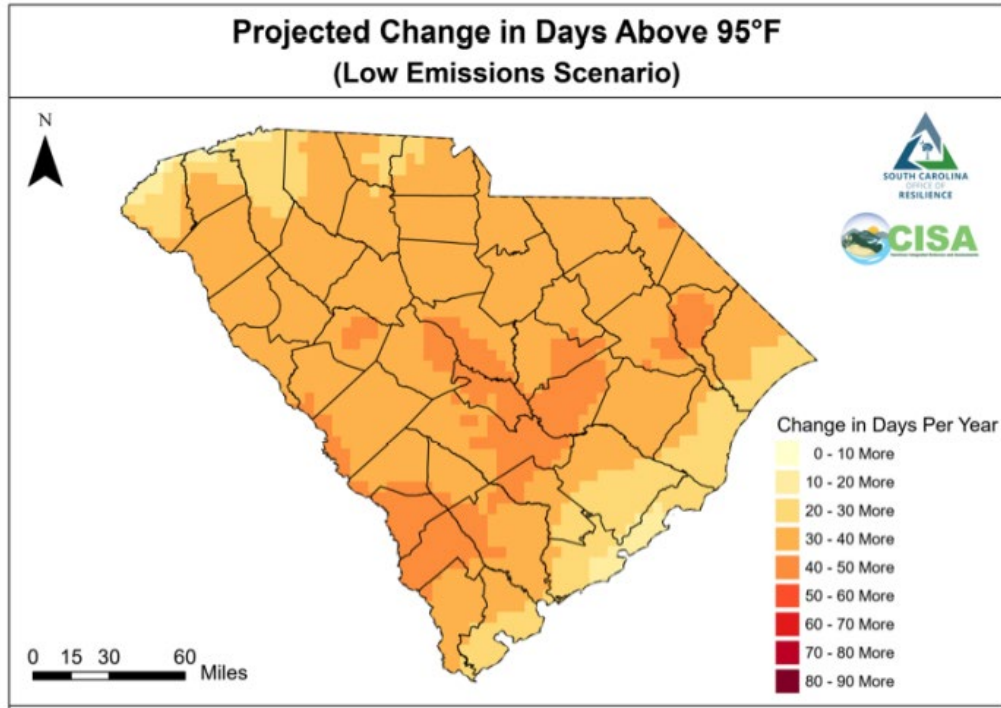 Projected Change in Days Above 95°F
(Low Emissions Scenario)
N
SOUTH CAROLINA
OFFICE OF
RESILIENCE
CISA
Change in Days Per Year
0 - 10 More
10 - 20 More
20 - 30 More
30 - 40 More
40 - 50 More
50 - 60 More
60 - 70 More
70 - 80 More
80 - 90 More
0 15 30 60
Miles